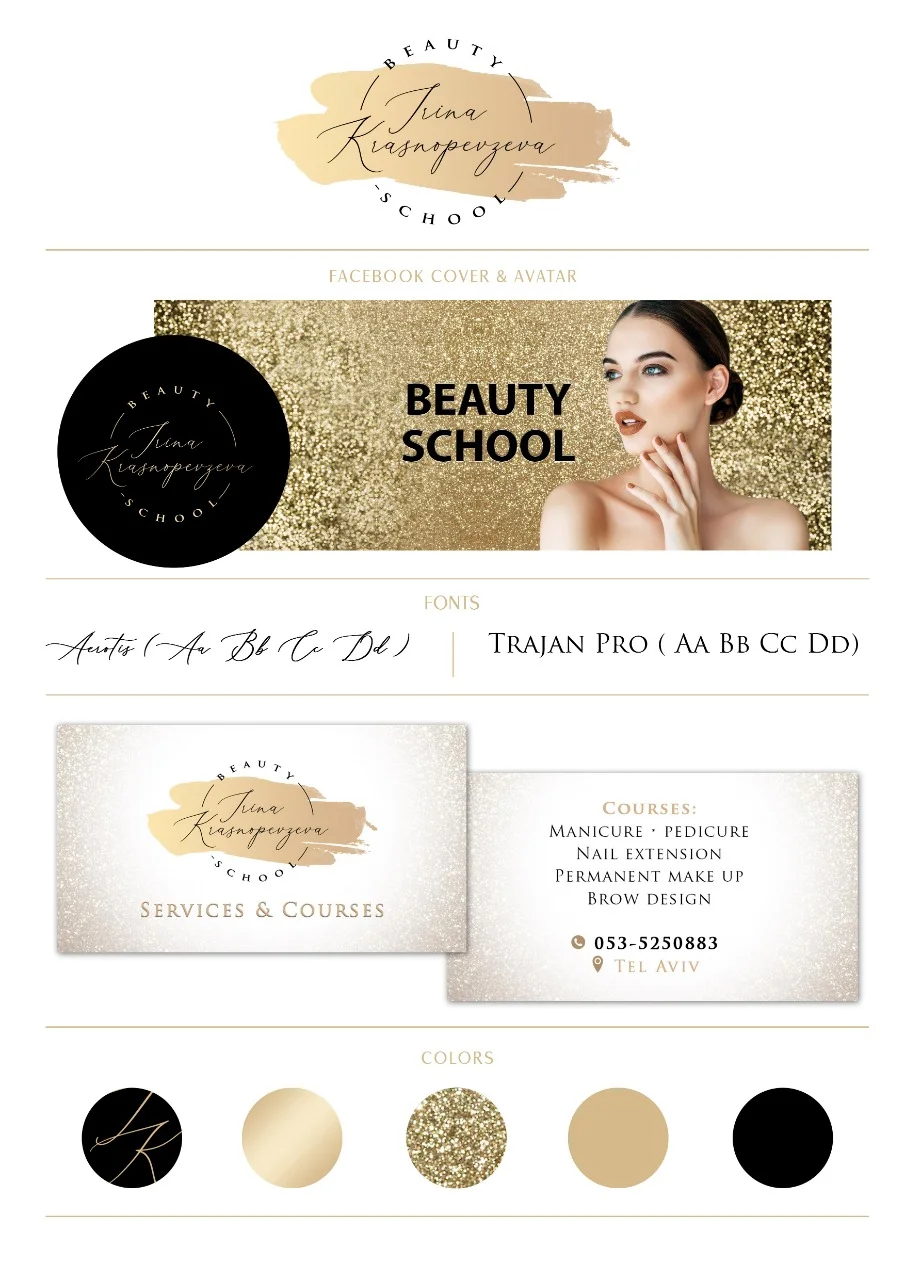 BEAUTY
Irina
Krasnopevzeva
SCHOOL
FACEBOOK COVER & AVATAR
BEAUTY
Irina
Krasnopevzeva
SCHOOL
BEAUTY
SCHOOL
FONTS
Aerotis ( Aa Bb Cc Dd )
TRAJAN PRO ( AA BB CC DD)
BEAUTY
Irina
Krasnopevzeva
SCHOOL
SERVICES & COURSES
COURSES:
MANICURE · PEDICURE
NAIL EXTENSION
PERMANENT MAKE UP
BROW DESIGN
053-5250883
TEL AVIV
COLORS
IK